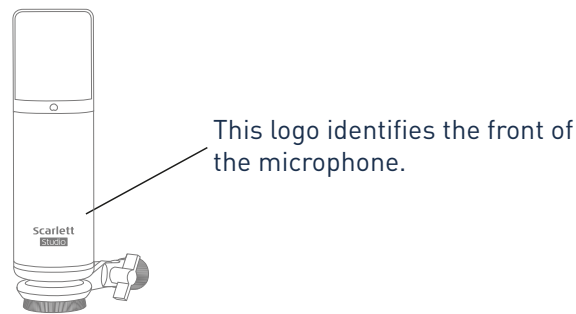 This logo identifies the front of
the microphone.
Scarlett
Studio